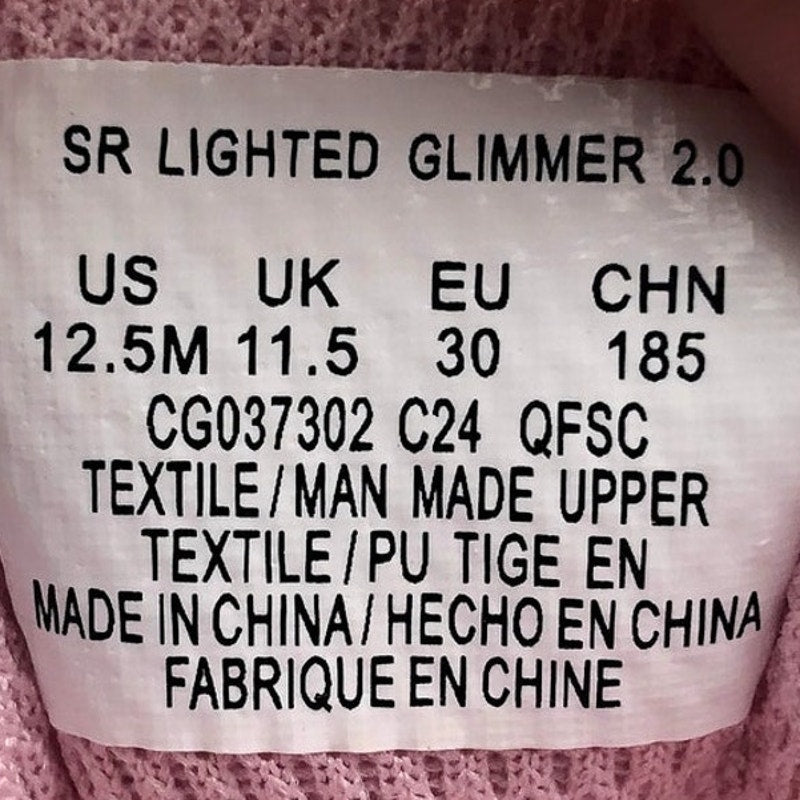 SR LIGHTED GLIMMER 2.0
US UK EU CHN
12.5M 11.5 30 185
CG037302 C24 QFSC
TEXTILE/MAN MADE UPPER
TEXTILE/PU TIGE EN
MADE IN CHINA/HECHO EN CHINA
FABRIQUE EN CHINE